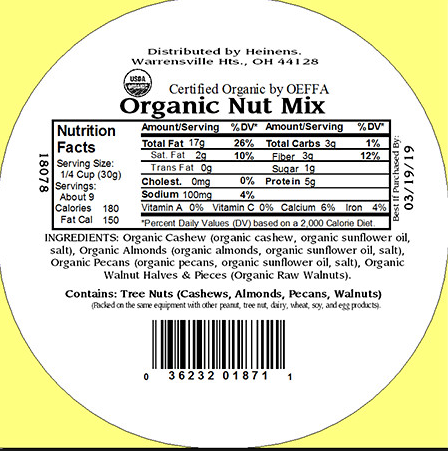 Distributed by Heinens.
Warrensville Hts., OH 44128
USDA
ORGANIC
Certified Organic by OEFFA
Organic Nut Mix
18078
Nutrition
Facts
Serving Size:
1/4 Cup (30g)
Servings:
About 9
Calories 180
Fat Cal 150
Amount/Serving %DV* Amount/Serving %DV*
Total Fat 17g 26% Total Carbs 3g 1%
Sat. Fat 2g 10% Fiber 3g 12%
Trans Fat 0g Sugar 1g
Cholest. 0mg 0% Protein 5g
Sodium 100mg 4%
Vitamin A 0% Vitamin C 0% Calcium 6% Iron 4%
*Percent Daily Values (DV) based on a 2,000 Calorie Diet.
Best If Purchased By:
03/19/19
INGREDIENTS: Organic Cashew (organic cashew, organic sunflower oil,
salt), Organic Almonds (organic almonds, organic sunflower oil, salt),
Organic Pecans (organic pecans, organic sunflower oil, salt), Organic
Walnut Halves & Pieces (Organic Raw Walnuts).
Contains: Tree Nuts (Cashews, Almonds, Pecans, Walnuts)
(Packed on the same equipment with other peanut, tree nut, dairy, wheat, soy, and egg products).
0 36232 01871 1